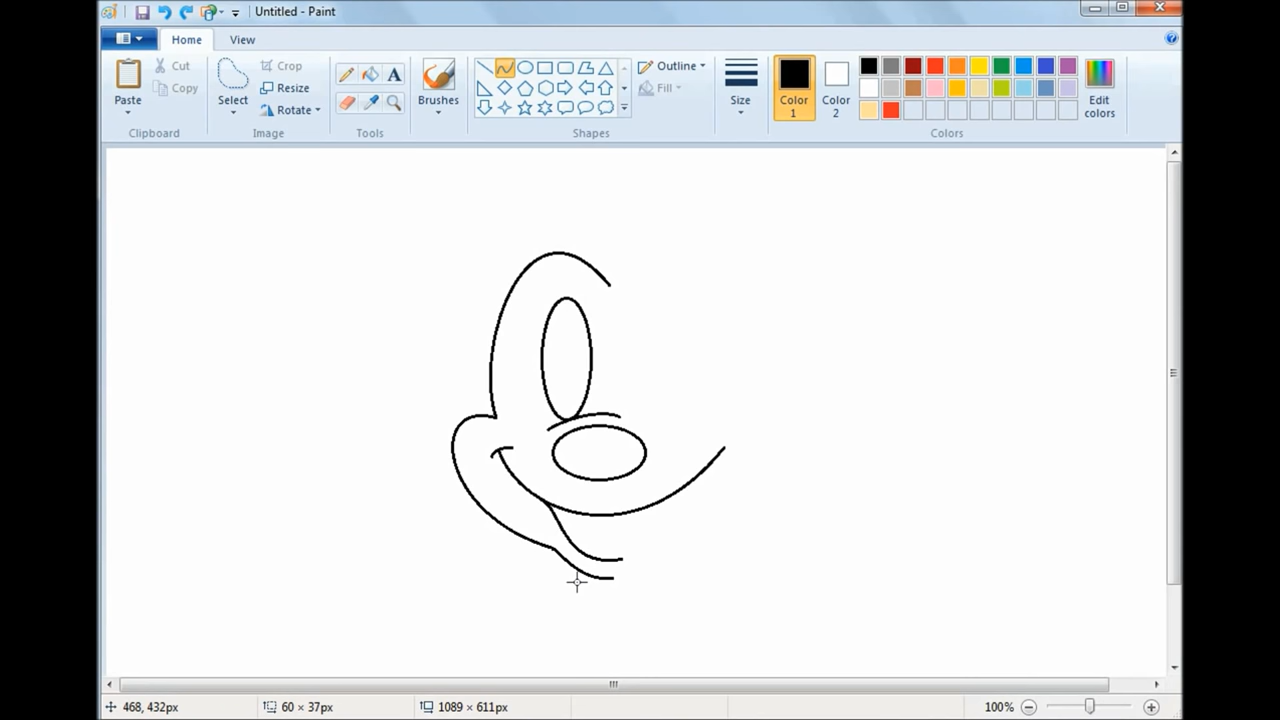 Untitled - Paint
Home View
Paste
Cut
Copy
Clipboard
Select
Crop
Resize
Rotate
Image
A
Tools
Brushes
Outline
Fill
Shapes
Size
Color 1
Color 2
Edit colors
Colors
468, 432px 60 × 37px 1089 × 611px 100%